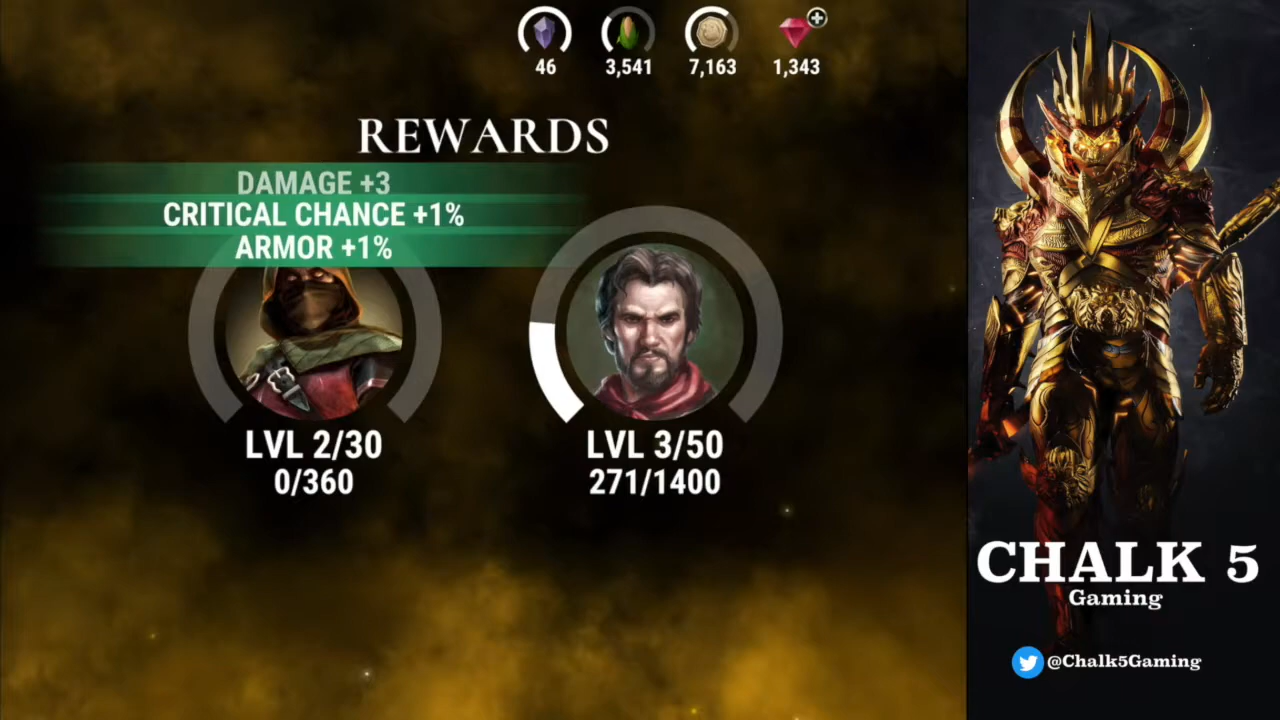 46
3,541
7,163
1,343
REWARDS
DAMAGE +3
CRITICAL CHANCE +1%
ARMOR +1%
LVL 2/30
0/360
LVL 3/50
271/1400
CHALK 5
Gaming
@Chalk5Gaming